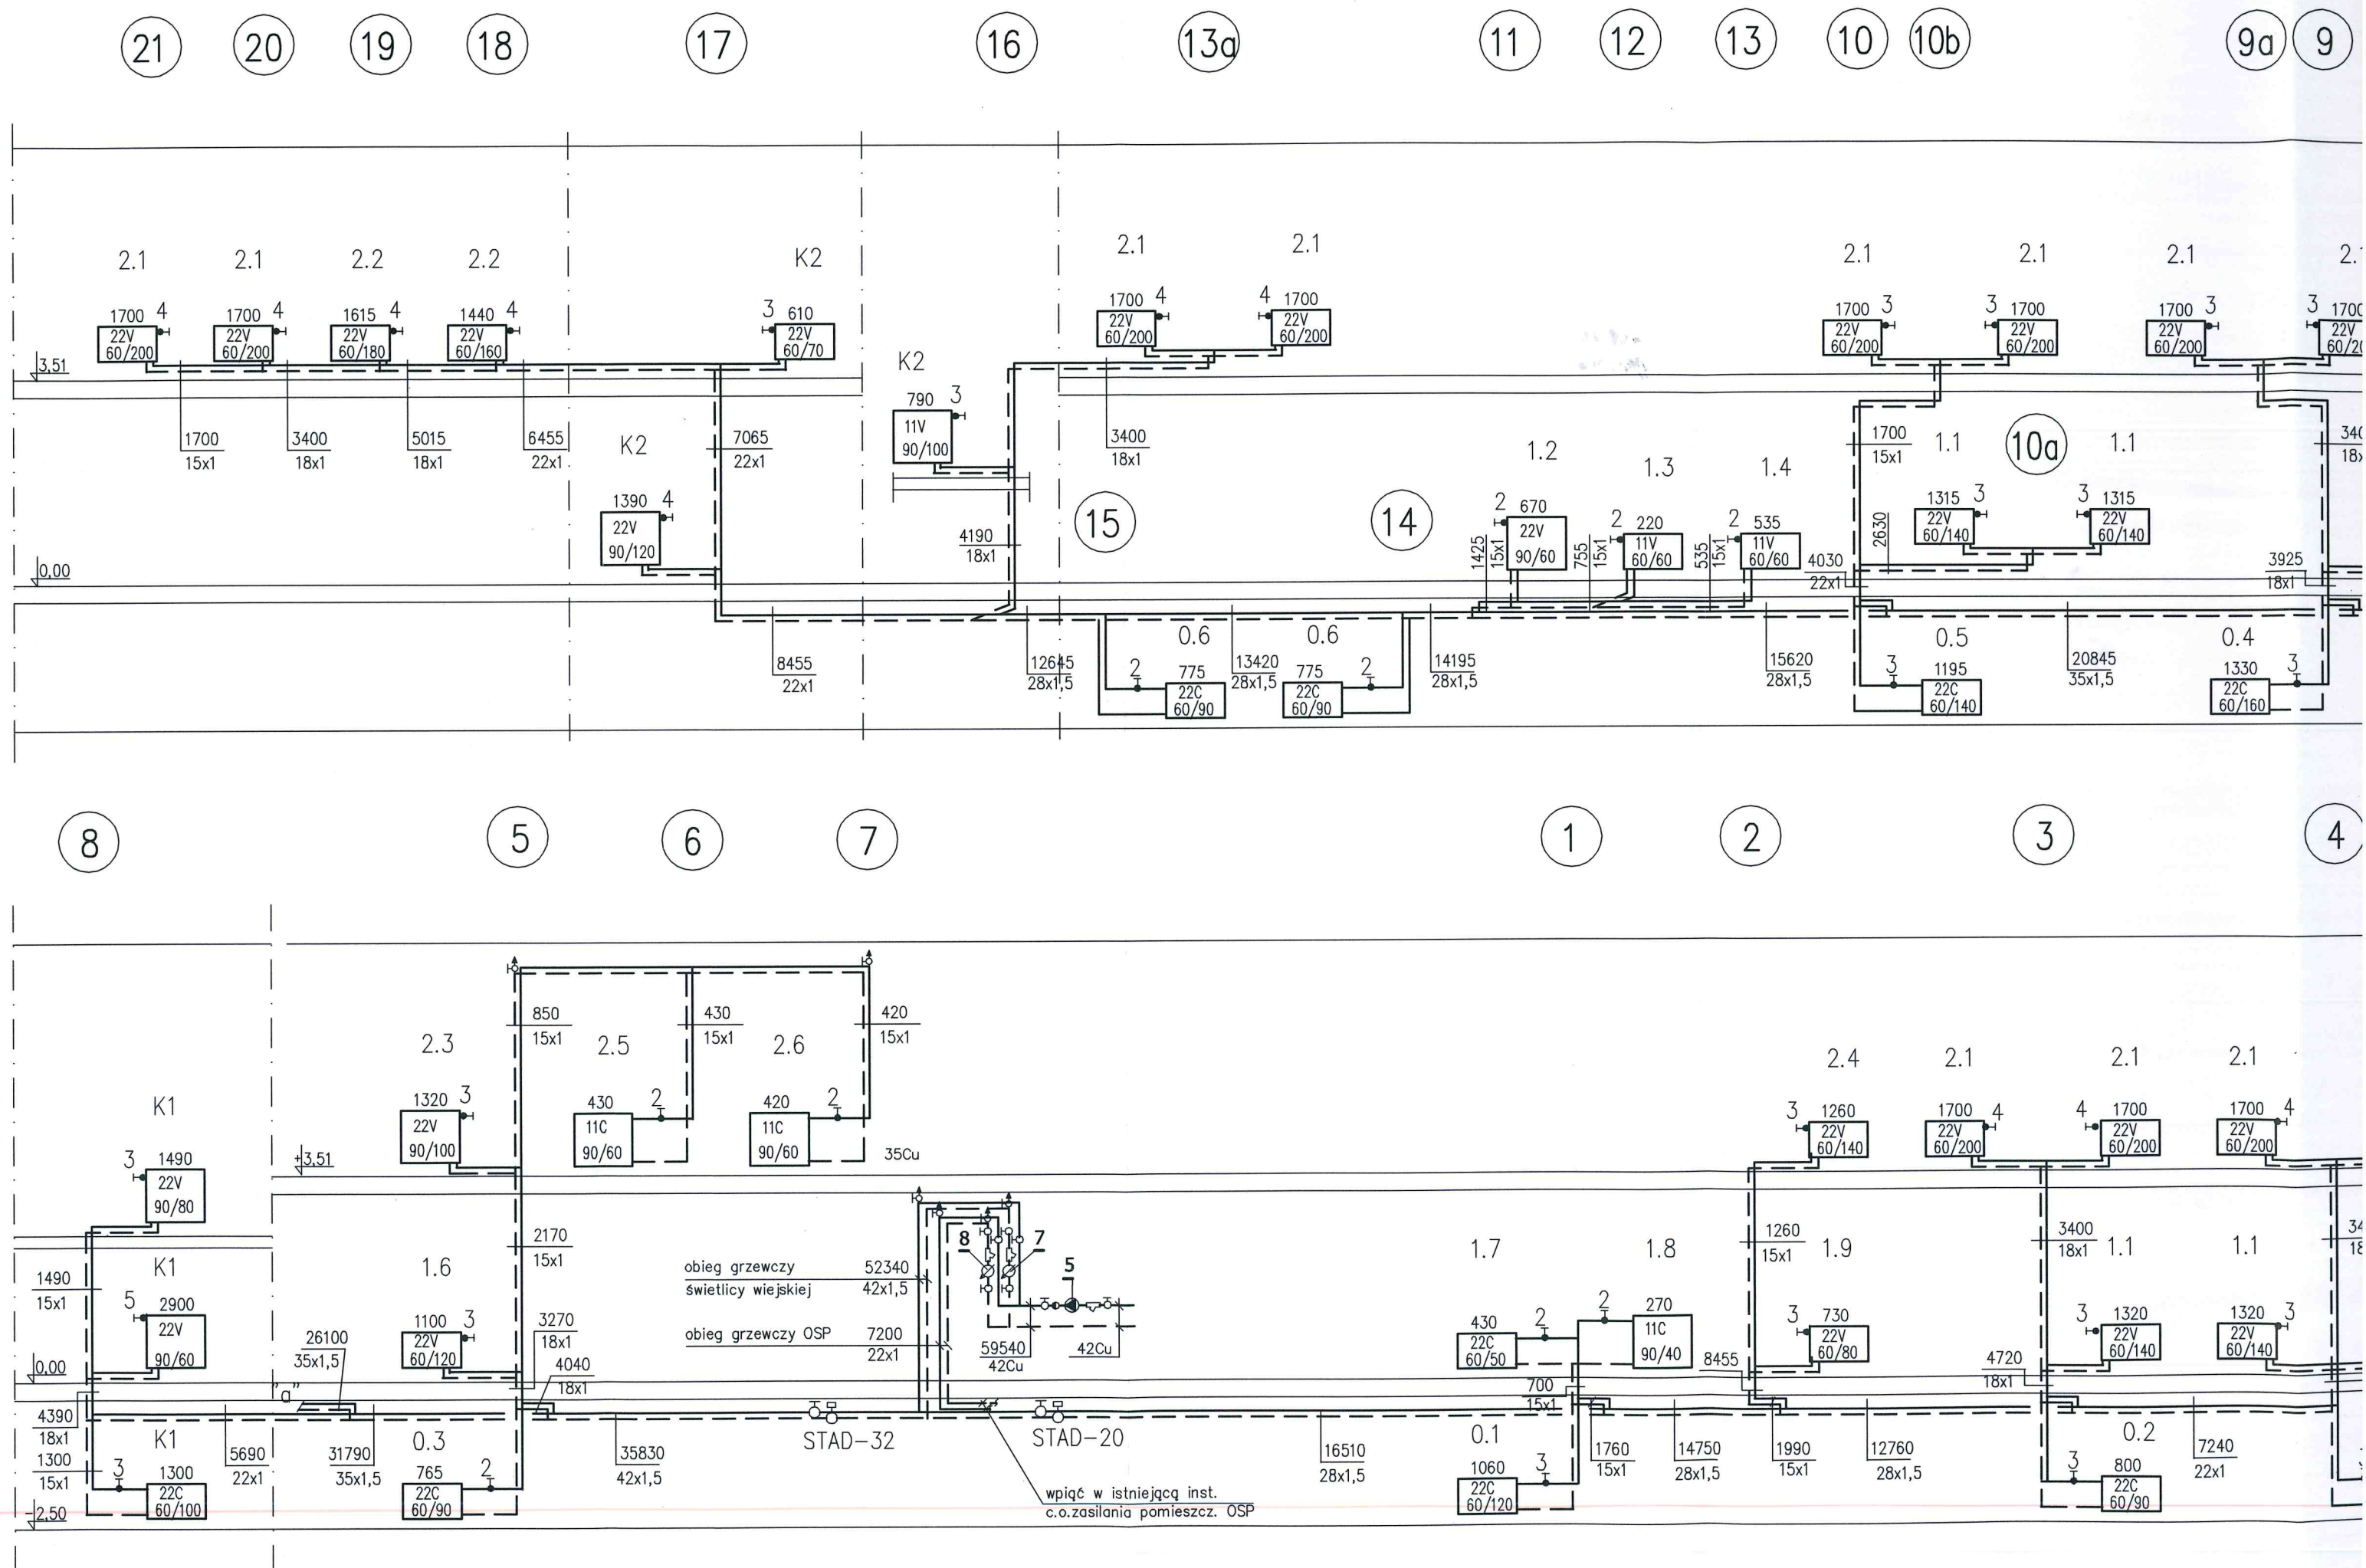 21 20 19 18 17 16 13a 11 12 13 10 10b 9a 9
2.1 2.1 2.2 2.2 K2 2.1 2.1 2.1 2.1 2.1
1700 4 1700 4 1615 4 1440 4 3 610 1700 4 4 1700 1700 3 3 1700 1700 3 3 1700
22V 22V 22V 22V 22V 22V 22V 22V 22V 22V 22V
60/200 60/200 60/180 60/160 60/70 60/200 60/200 60/200 60/200 60/200
3,51
K2
790 3
11V
90/100
1700 3400 5015 6455 7065 3400 1700
15x1 18x1 18x1 22x1 22x1 18x1 15x1
K2 1.2 1.3 1.4 1.1 10a 1.1
1390 4
22V
90/120
15 14
4190
18x1
2 670
22V
90/60
2 220
11V
60/60
2 535
11V
60/60
1425
15x1
755
15x1
535
15x1
1315 3 3 1315
22V 22V
60/140 60/140
2630
4030
22x1
3925
18x1
0,00
0.6 0.6 0.5 0.4
8455 12645 13420 14195 15620 20845
22x1 28x1,5 28x1,5 28x1,5 28x1,5 35x1,5
2 775
22C
60/90
775 2
22C
60/90
3 1195
22C
60/140
1330 3
22C
60/160
8 5 6 7 1 2 3 4
850 430 420
15x1 15x1 15x1
2.3 2.5 2.6 2.4 2.1 2.1 2.1
K1
1320 3
22V
90/100
430 2
11C
90/60
420 2
11C
90/60
35Cu
3 1260
22V
60/140
1700 4
22V
60/200
4 1700
22V
60/200
1700 4
22V
60/200
+3,51
3 1490
22V
90/80
2170
15x1
1260
15x1
3400
18x1
K1 1.6 1.7 1.8 1.9 1.1 1.1
8 7
5
obieg grzewczy 52340
świetlicy wiejskiej 42x1,5
obieg grzewczy OSP 7200
22x1
59540
42Cu
42Cu
1490
15x1
5 2900
22V
90/60
26100
35x1,5
1100 3
22V
60/120
3270
18x1
4040
18x1
430 2
22C
60/50
2 270
11C
90/40
3 730
22V
60/80
3 1320
22V
60/140
1320 3
22V
60/140
8455
4720
18x1
700
15x1
0,00
"a"
4390
18x1
1300
15x1
K1 0.3 STAD-32 STAD-20 0.1 0.2
5690 31790 35830 16510 1760 14750 1990 12760 7240
22x1 35x1,5 42x1,5 28x1,5 15x1 28x1,5 15x1 28x1,5 22x1
3 1300
22C
60/100
765 2
22C
60/90
1060 3
22C
60/120
3 800
22C
60/90
wpiąć w istniejącą inst.
c.o.zasilania pomieszcz. OSP
-2,50